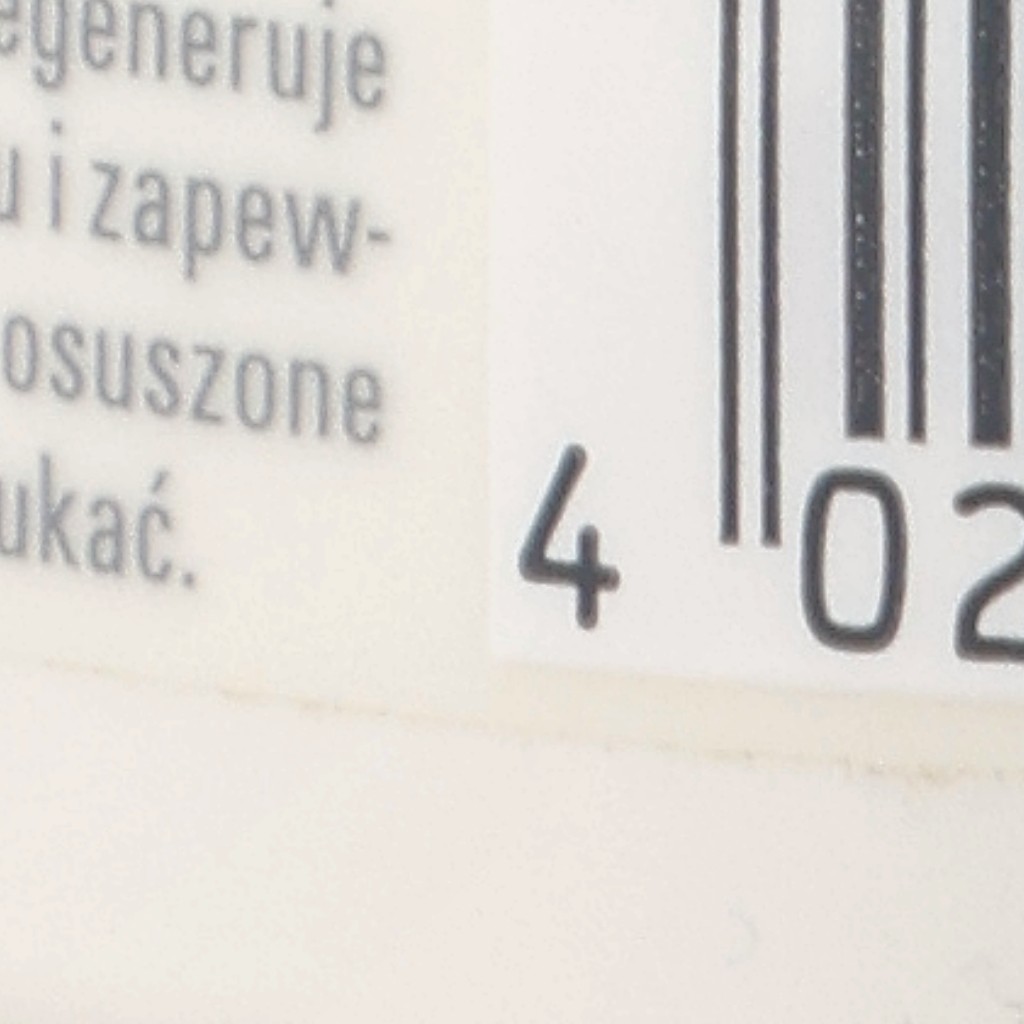 egeneruje
u i zapew-
osuszone
ukać.
4 02